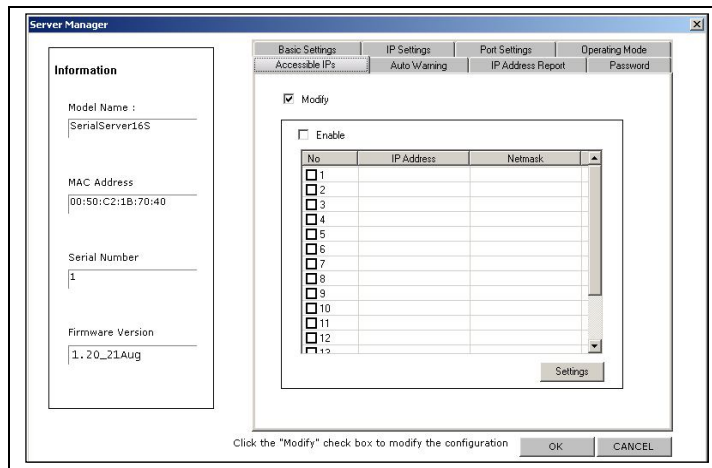 Server Manager
Information
Model Name :
SerialServer16S
MAC Address
00:50:C2:1B:70:40
Serial Number
1
Firmware Version
1.20_21Aug
Basic Settings IP Settings Port Settings Operating Mode
Accessible IPs Auto Warning IP Address Report Password
Modify
Enable
No IP Address Netmask
1
2
3
4
5
6
7
8
9
10
11
12
13
Settings
Click the "Modify" check box to modify the configuration
OK CANCEL